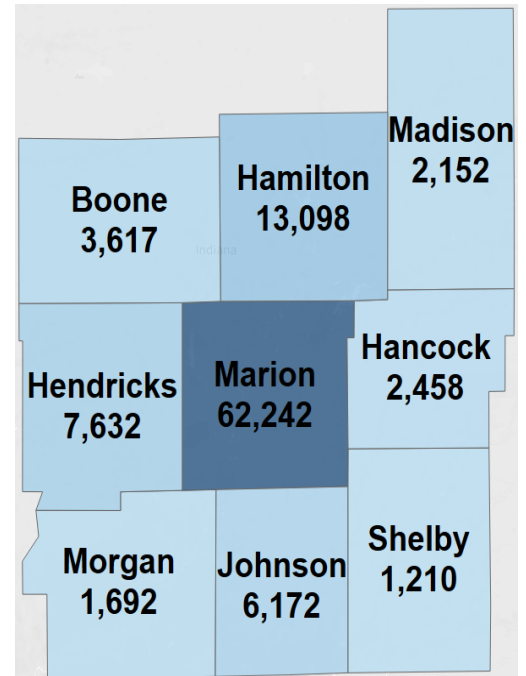 Madison
2,152
Hamilton
13,098
Boone
3,617
Indiana
Hendricks
7,632
Marion
62,242
Hancock
2,458
Morgan
1,692
Johnson
6,172
Shelby
1,210